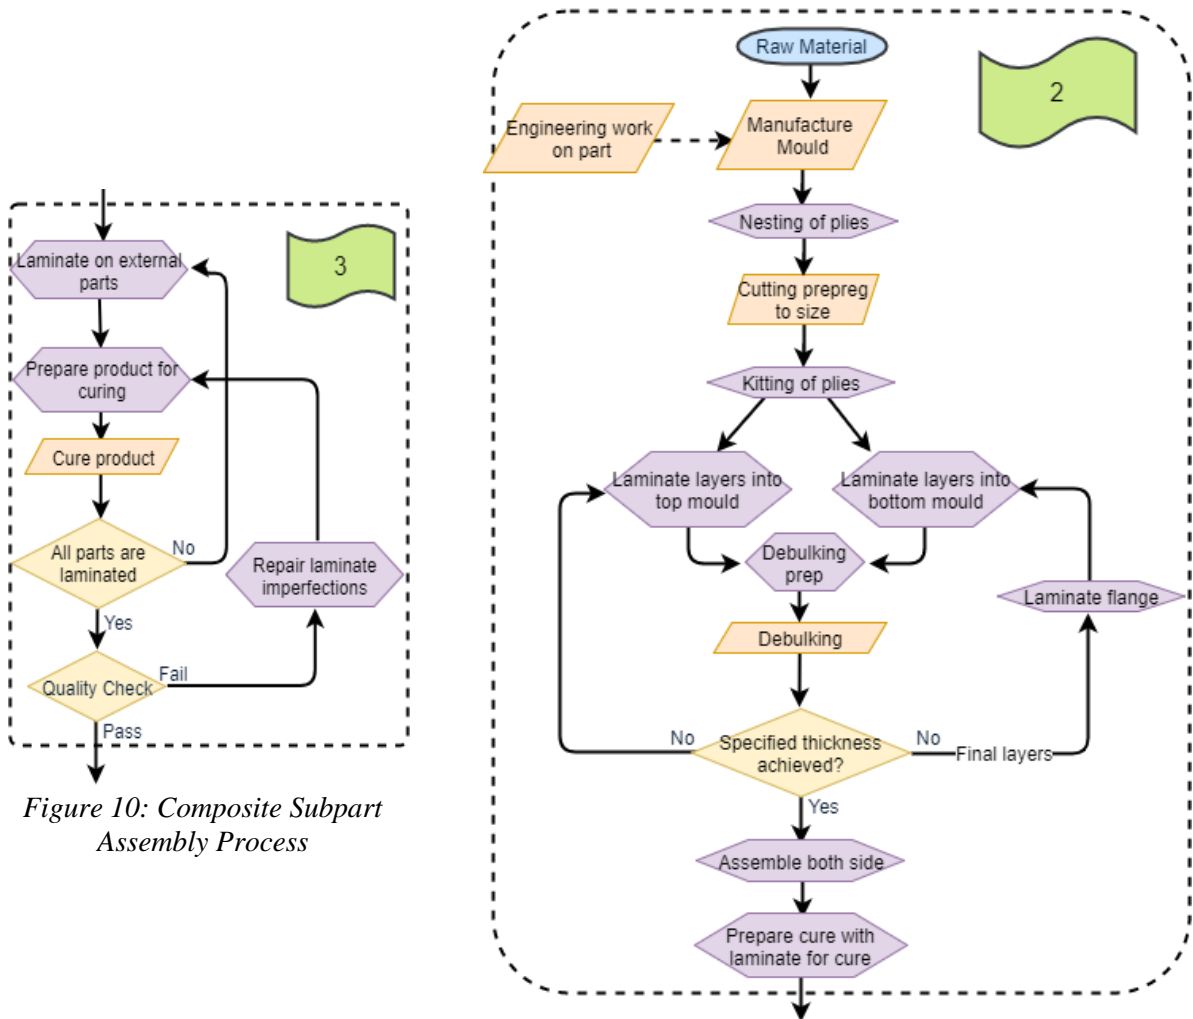 3
Laminate on external
parts
Prepare product for
curing
Cure product
All parts are
laminated
No
Yes
Repair laminate
imperfections
Quality Check
Fail
Pass
Figure 10: Composite Subpart
Assembly Process
2
Raw Material
Engineering work
on part
Manufacture
Mould
Nesting of plies
Cutting prepreg
to size
Kitting of plies
Laminate layers into
top mould
Laminate layers into
bottom mould
Debulking
prep
Laminate flange
Debulking
Specified thickness
achieved?
No
No
Final layers
Yes
Assemble both side
Prepare cure with
laminate for cure